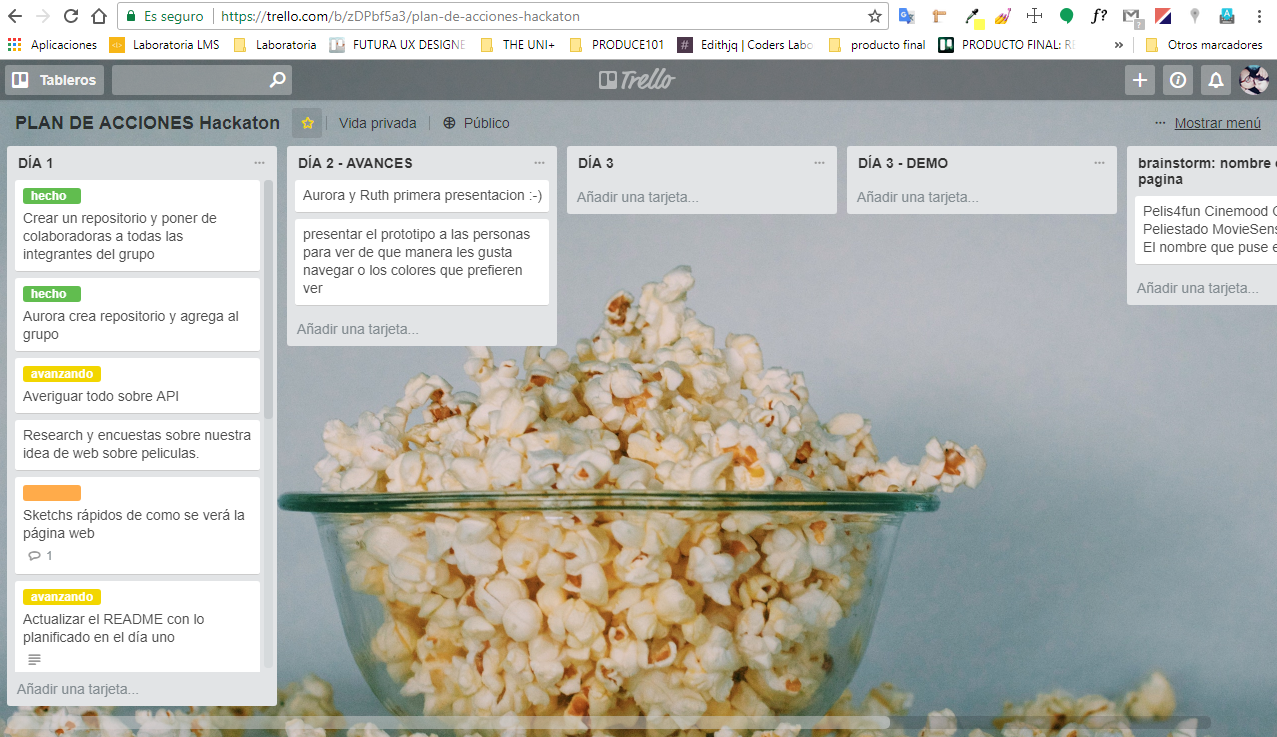 Es seguro https://trello.com/b/zDPbf5a3/plan-de-acciones-hackaton
Aplicaciones Laboratoria LMS Laboratoria FUTURA UX DESIGNE THE UNI+ PRODUCE101 # Edithjq | Coders Labo producto final PRODUCTO FINAL: RE » Otros marcadores
Tableros Trello
PLAN DE ACCIONES Hackaton Vida privada Público ... Mostrar menú
DÍA 1
hecho
Crear un repositorio y poner de
colaboradoras a todas las
integrantes del grupo
hecho
Aurora crea repositorio y agrega al
grupo
avanzando
Averiguar todo sobre API
Research y encuestas sobre nuestra
idea de web sobre peliculas.
Sketchs rápidos de como se verá la
página web
1
avanzando
Actualizar el README con lo
planificado en el día uno
Añadir una tarjeta...
DÍA 2 - AVANCES
Aurora y Ruth primera presentacion :-)
presentar el prototipo a las personas
para ver de que manera les gusta
navegar o los colores que prefieren
ver
Añadir una tarjeta...
DÍA 3
Añadir una tarjeta...
DÍA 3 - DEMO
Añadir una tarjeta...
brainstorm: nombre
pagina
Pelis4fun Cinemood
Peliestado MovieSens
El nombre que puse e
Añadir una tarjeta...